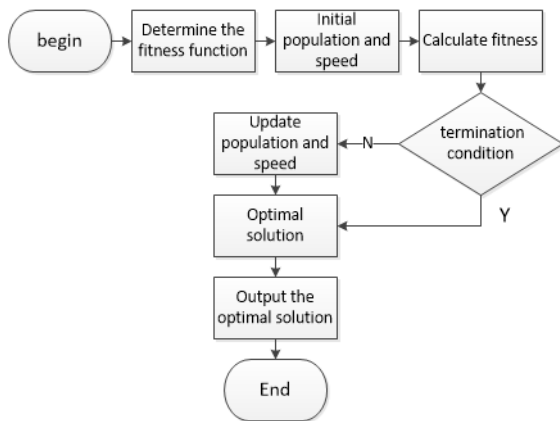 begin
Determine the
fitness function
Initial
population and
speed
Calculate fitness
termination
condition
N
Y
Update
population and
speed
Optimal
solution
Output the
optimal solution
End